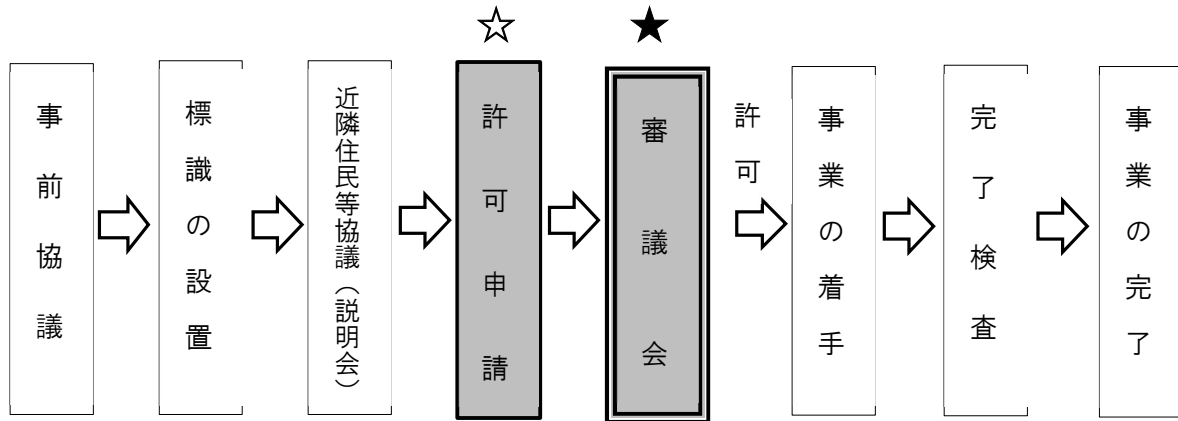 ☆
★
事前協議
標識の設置
近隣住民等協議（説明会）
許可申請
審議会
許可
事業の着手
完了検査
事業の完了